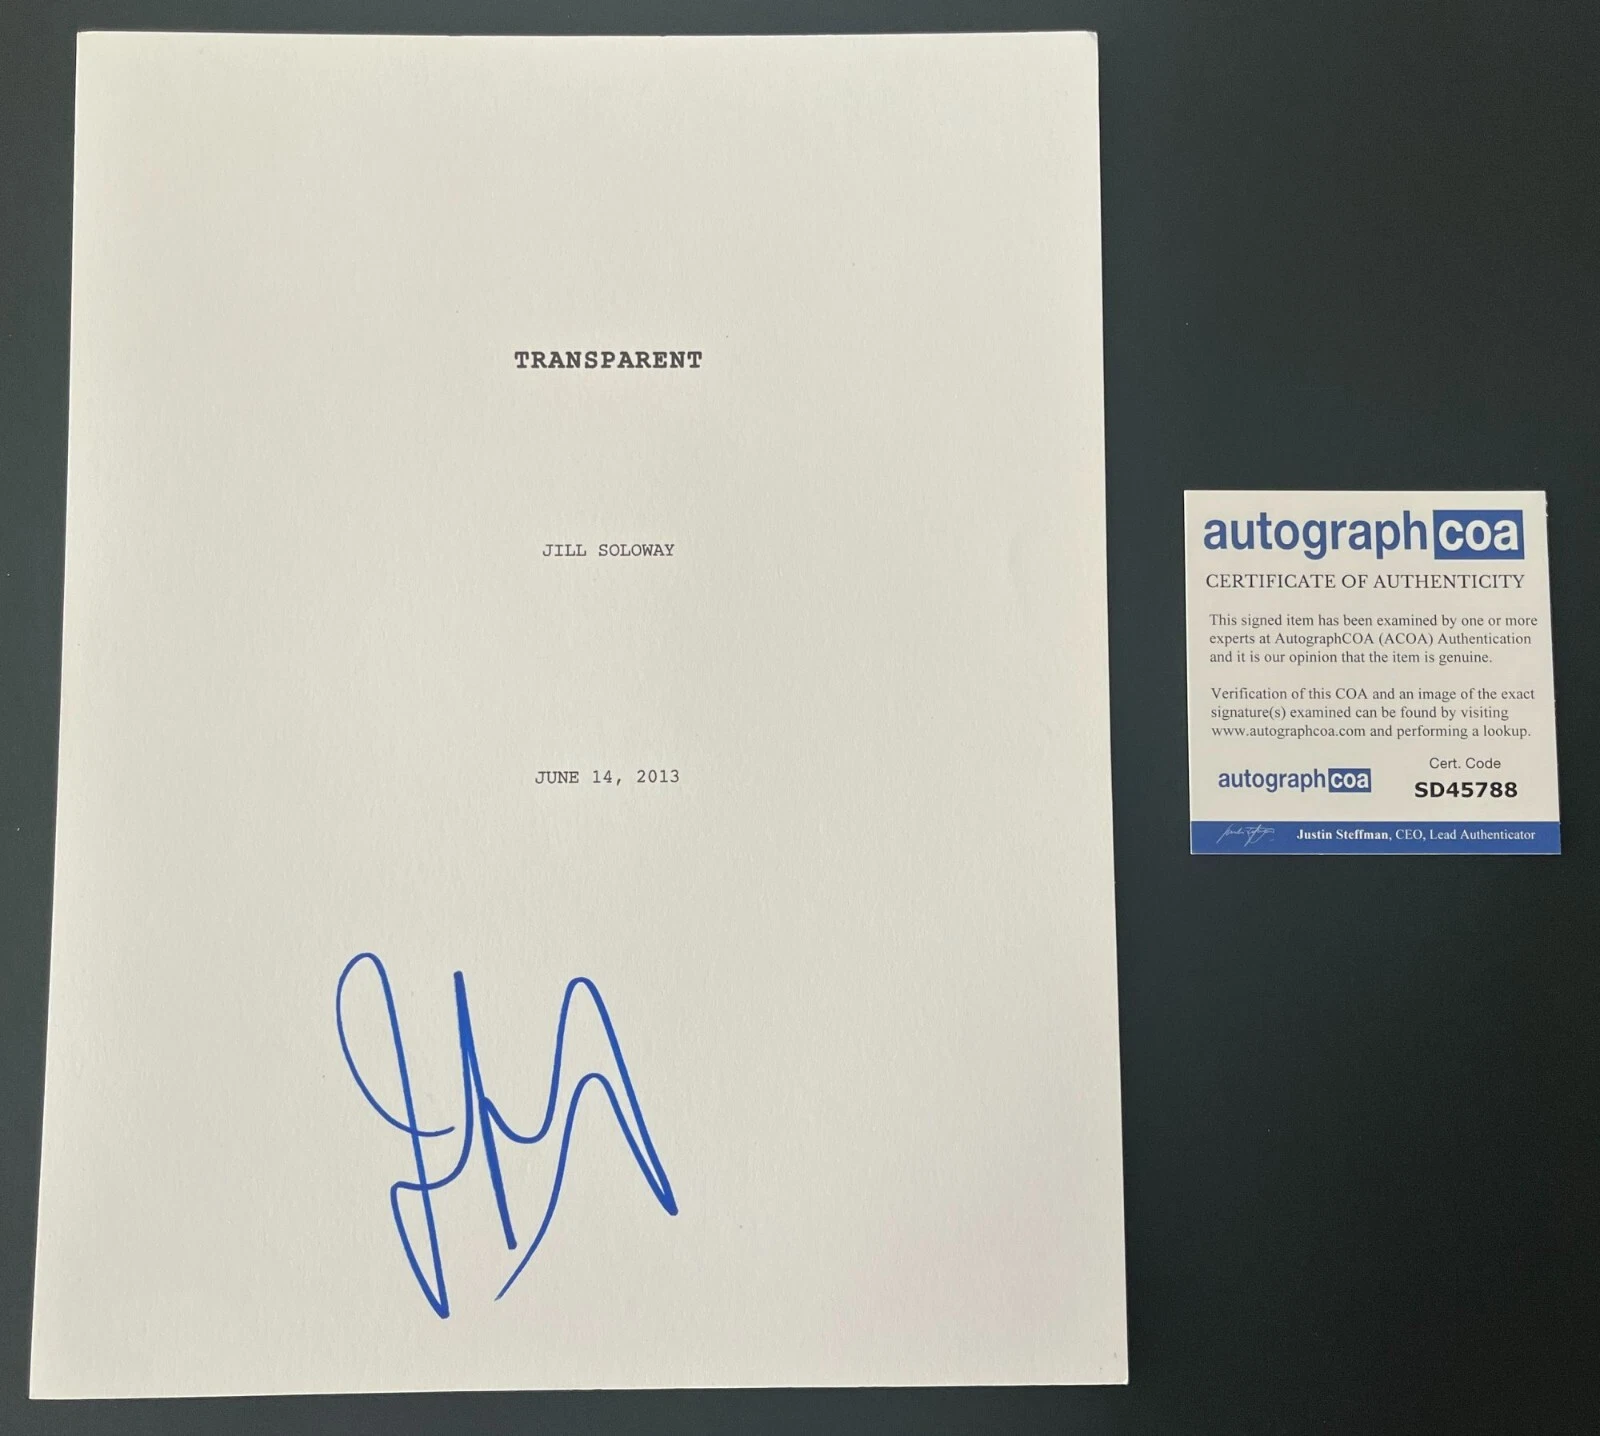 TRANSPARENT
JILL SOLOWAY
JUNE 14, 2013
autographcoa
CERTIFICATE OF AUTHENTICITY
This signed item has been examined by one or more
experts at AutographCOA (ACOA) Authentication
and it is our opinion that the item is genuine.
Verification of this COA and an image of the exact
signature(s) examined can be found by visiting
www.autographcoa.com and performing a lookup.
Cert. Code
autographcoa
SD45788
Justin Steffman, CEO, Lead Authenticator